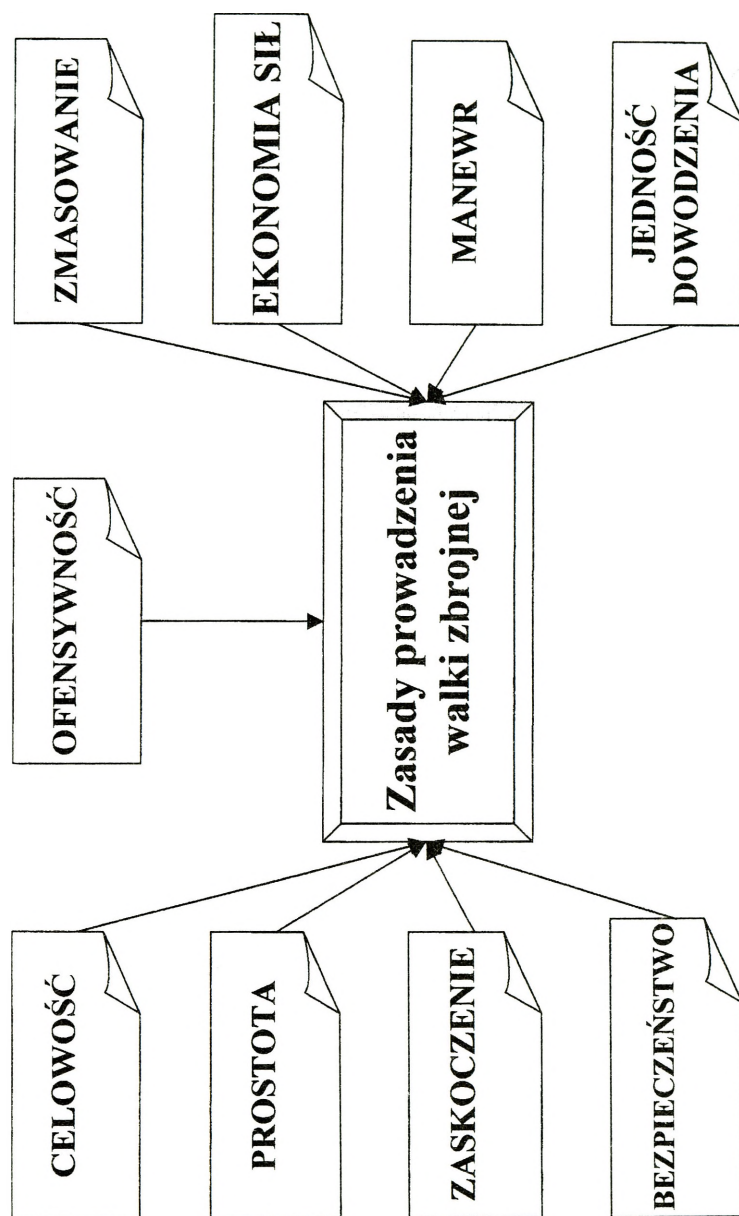 OFENSYWNOŚĆ
CELOWOŚĆ
PROSTOTA
ZASKOCZENIE
BEZPIECZEŃSTWO
Zasady prowadzenia
walki zbrojnej
ZMASOWANIE
EKONOMIA SIŁ
MANEWR
JEDNOŚĆ
DOWODZENIA